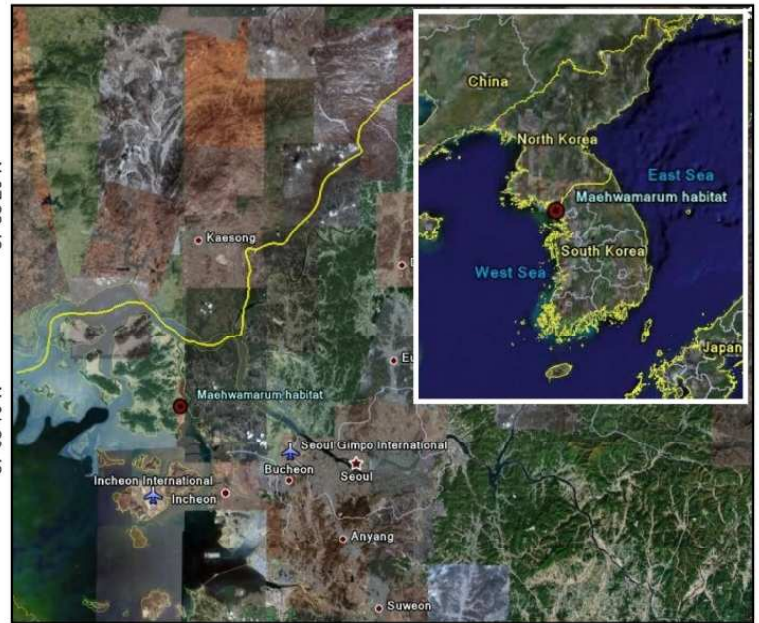 China
North Korea
East Sea
Maehwamarum habitat
South Korea
West Sea
Japan
Kaesong
Maehwamarum habitat
Seoul Gimpo International
Bucheon
Seoul
Incheon International
Incheon
Anyang
Suweon